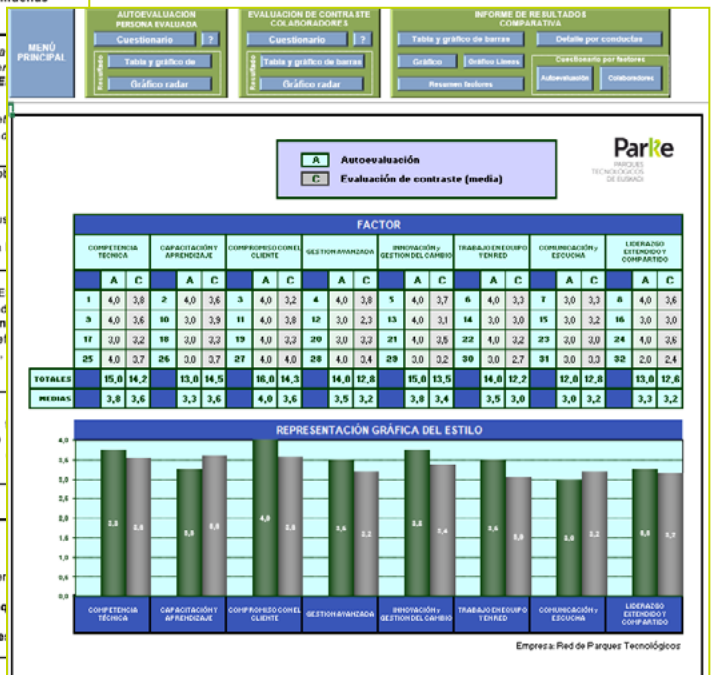 MENÚ
PRINCIPAL
AUTOEVALUACIÓN
PERSONA EVALUADA
Cuestionario
?
Resultado
Tabla y gráfico de
Gráfico radar
EVALUACIÓN DE CONTRASTE
COLABORADORES
Cuestionario
?
Resultado
Tabla y gráfico de barras
Gráfico radar
INFORME DE RESULTADOS
COMPARATIVA
Tabla y gráfico de barras
Detalle por conductas
Gráfico
Gráfico Líneas
Resumen factores
Cuestionario por factores
Autoevaluación
Colaboradores
A Autoevaluación
C Evaluación de contraste (media)
Parke
PARQUES
TECNOLÓGICOS
DE EUSKADI
FACTOR
COMPETENCIA TÉCNICA
CAPACITACIÓN Y APRENDIZAJE
COMPROMISO CON EL CLIENTE
GESTION AVANZADA
INNOVACIÓN y GESTION DEL CAMBIO
TRABAJO EN EQUIPO Y EN RED
COMUNICACIÓN y ESCUCHA
LIDERAZGO EXTENDIDO Y COMPARTIDO
A C A C A C A C A C A C A C A C
1 4,0 3,8 2 4,0 3,6 3 4,0 3,2 4 4,0 3,8 5 4,0 3,7 6 4,0 3,3 7 3,0 3,3 8 4,0 3,6
9 4,0 3,6 10 3,0 3,9 11 4,0 3,8 12 3,0 2,3 13 4,0 3,1 14 3,0 3,0 15 3,0 3,2 16 3,0 3,0
17 3,0 3,2 18 3,0 3,3 19 4,0 3,3 20 3,0 3,3 21 4,0 3,5 22 4,0 3,2 23 3,0 3,0 24 4,0 3,6
25 4,0 3,7 26 3,0 3,7 27 4,0 4,0 28 4,0 3,4 29 3,0 3,2 30 3,0 2,7 31 3,0 3,3 32 2,0 2,4
TOTALES 15,0 14,2 13,0 14,5 16,0 14,3 14,0 12,8 15,0 13,5 14,0 12,2 12,0 12,8 13,0 12,6
MEDIAS 3,8 3,6 3,3 3,6 4,0 3,6 3,5 3,2 3,8 3,4 3,5 3,0 3,0 3,2 3,3 3,2
REPRESENTACIÓN GRÁFICA DEL ESTILO
4,0
3,5
3,0
2,5
2,0
1,5
1,0
0,5
0,0
COMPETENCIA TÉCNICA
CAPACITACIÓN Y APRENDIZAJE
COMPROMISO CON EL CLIENTE
GESTION AVANZADA
INNOVACIÓN y GESTION DEL CAMBIO
TRABAJO EN EQUIPO Y EN RED
COMUNICACIÓN y ESCUCHA
LIDERAZGO EXTENDIDO Y COMPARTIDO
Empresa: Red de Parques Tecnológicos